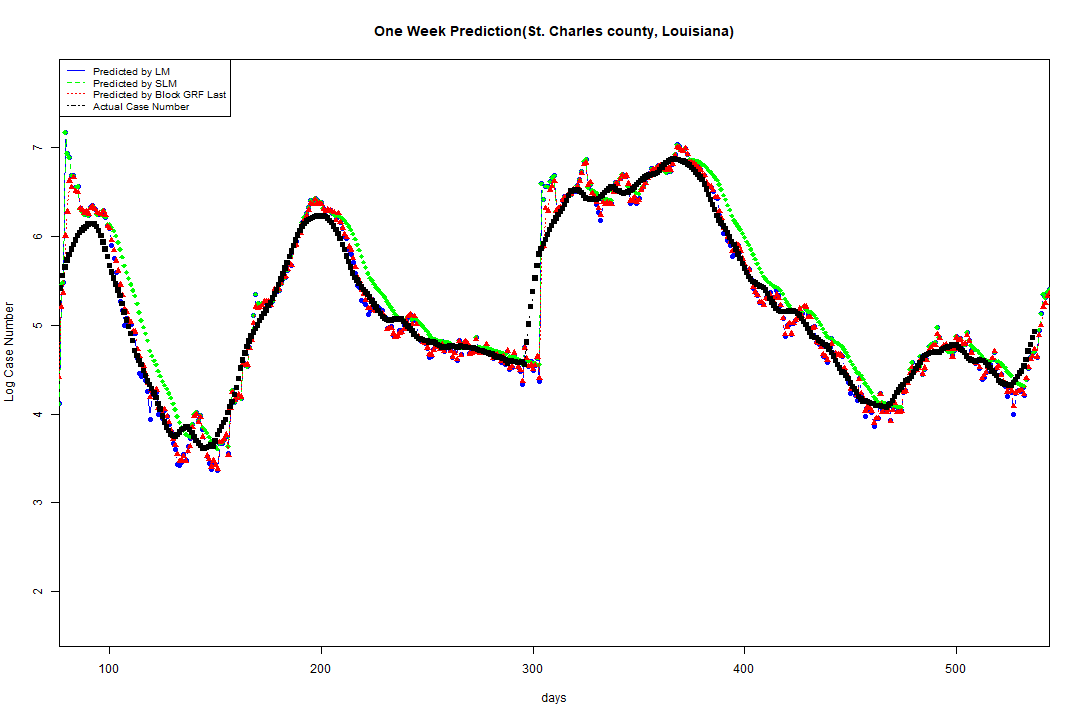 One Week Prediction(St. Charles county, Louisiana)
Predicted by LM
Predicted by SLM
Predicted by Block GRF Last
Actual Case Number
7
6
5
4
3
2
Log Case Number
100 200 300 400 500
days